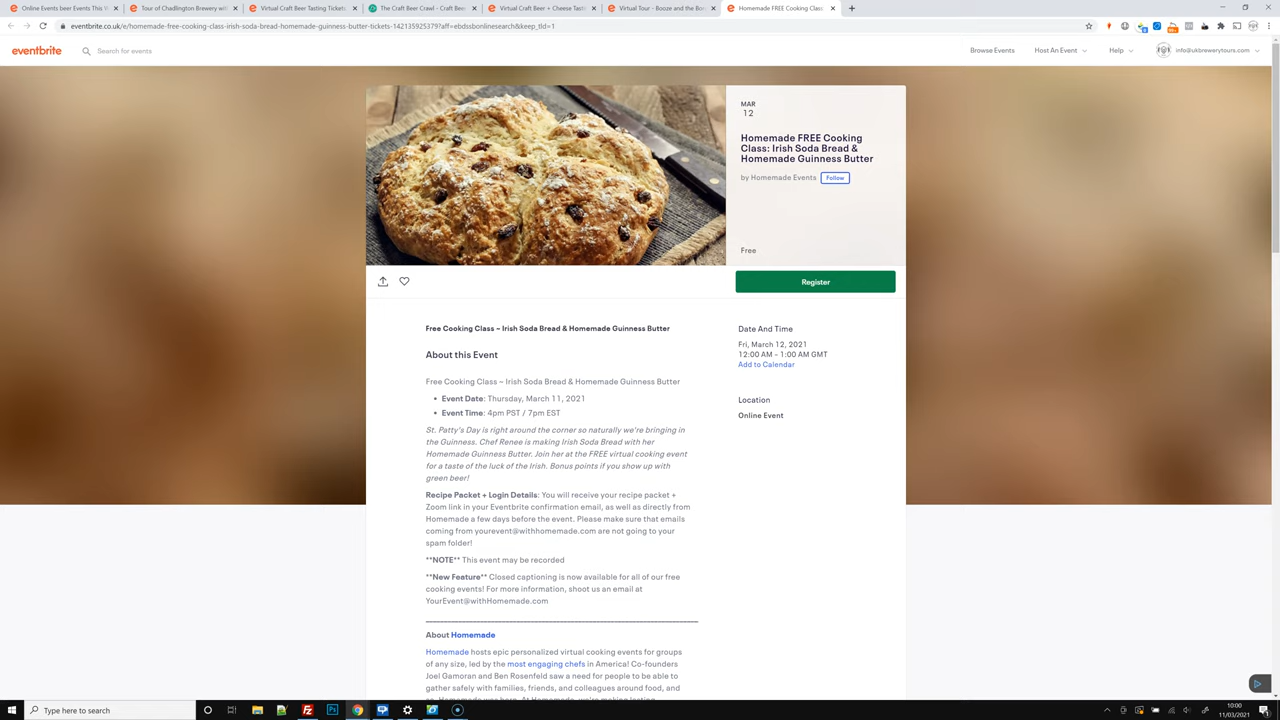 Online Events beer Events This W
Tour of Chadlington Brewery wit
Virtual Craft Beer Tasting Tickets
The Craft Beer Crawl - Craft Bee
Virtual Craft Beer + Cheese Tasti
Virtual Tour - Booze and the Bor
Homemade FREE Cooking Class
eventbrite.co.uk/e/homemade-free-cooking-class-irish-soda-bread-homemade-guinness-butter-tickets-142135925379?aff=ebdssbonlinesearch&keep_tld=1
eventbrite
Search for events
Browse Events
Host An Event
Help
info@ukbrewerytours.com
MAR
12
Homemade FREE Cooking
Class: Irish Soda Bread &
Homemade Guinness Butter
by Homemade Events Follow
Free
Register
Free Cooking Class – Irish Soda Bread & Homemade Guinness Butter
About this Event
Free Cooking Class – Irish Soda Bread & Homemade Guinness Butter
• Event Date: Thursday, March 11, 2021
• Event Time: 4pm PST / 7pm EST
St. Patty's Day is right around the corner so naturally we're bringing in
the Guinness. Chef Renee is making Irish Soda Bread with her
Homemade Guinness Butter. Join her at the FREE virtual cooking event
for a taste of the luck of the Irish. Bonus points if you show up with
green beer!
Recipe Packet + Login Details: You will receive your recipe packet +
Zoom link in your Eventbrite confirmation email, as well as directly from
Homemade a few days before the event. Please make sure that emails
coming from yourevent@withhomemade.com are not going to your
spam folder!
**NOTE** This event may be recorded
**New Feature** Closed captioning is now available for all of our free
cooking events! For more information, shoot us an email at
YourEvent@withHomemade.com
About Homemade
Homemade hosts epic personalized virtual cooking events for groups
of any size, led by the most engaging chefs in America! Co-founders
Joel Gamoran and Ben Rosenfeld saw a need for people to be able to
gather safely with families, friends, and colleagues around food, and
Date And Time
Fri, March 12, 2021
12:00 AM – 1:00 AM GMT
Add to Calendar
Location
Online Event
Type here to search
10:00
11/03/2021